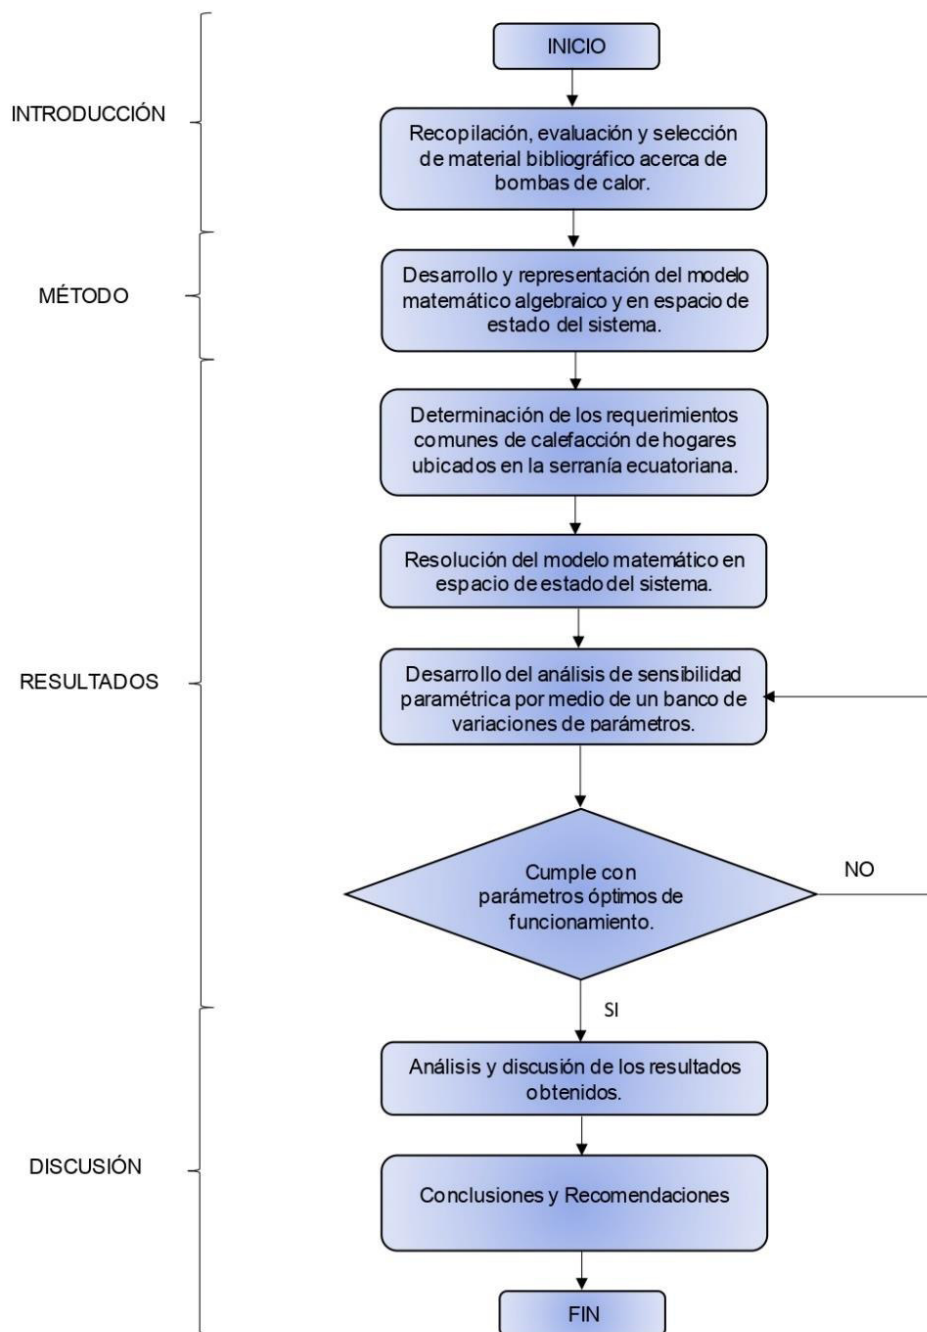 INICIO
INTRODUCCIÓN
Recopilación, evaluación y selección
de material bibliográfico acerca de
bombas de calor.
MÉTODO
Desarrollo y representación del modelo
matemático algebraico y en espacio de
estado del sistema.
Determinación de los requerimientos
comunes de calefacción de hogares
ubicados en la serranía ecuatoriana.
Resolución del modelo matemático en
espacio de estado del sistema.
RESULTADOS
Desarrollo del análisis de sensibilidad
paramétrica por medio de un banco de
variaciones de parámetros.
Cumple con
parámetros óptimos de
funcionamiento.
NO
SI
Análisis y discusión de los resultados
obtenidos.
DISCUSIÓN
Conclusiones y Recomendaciones
FIN